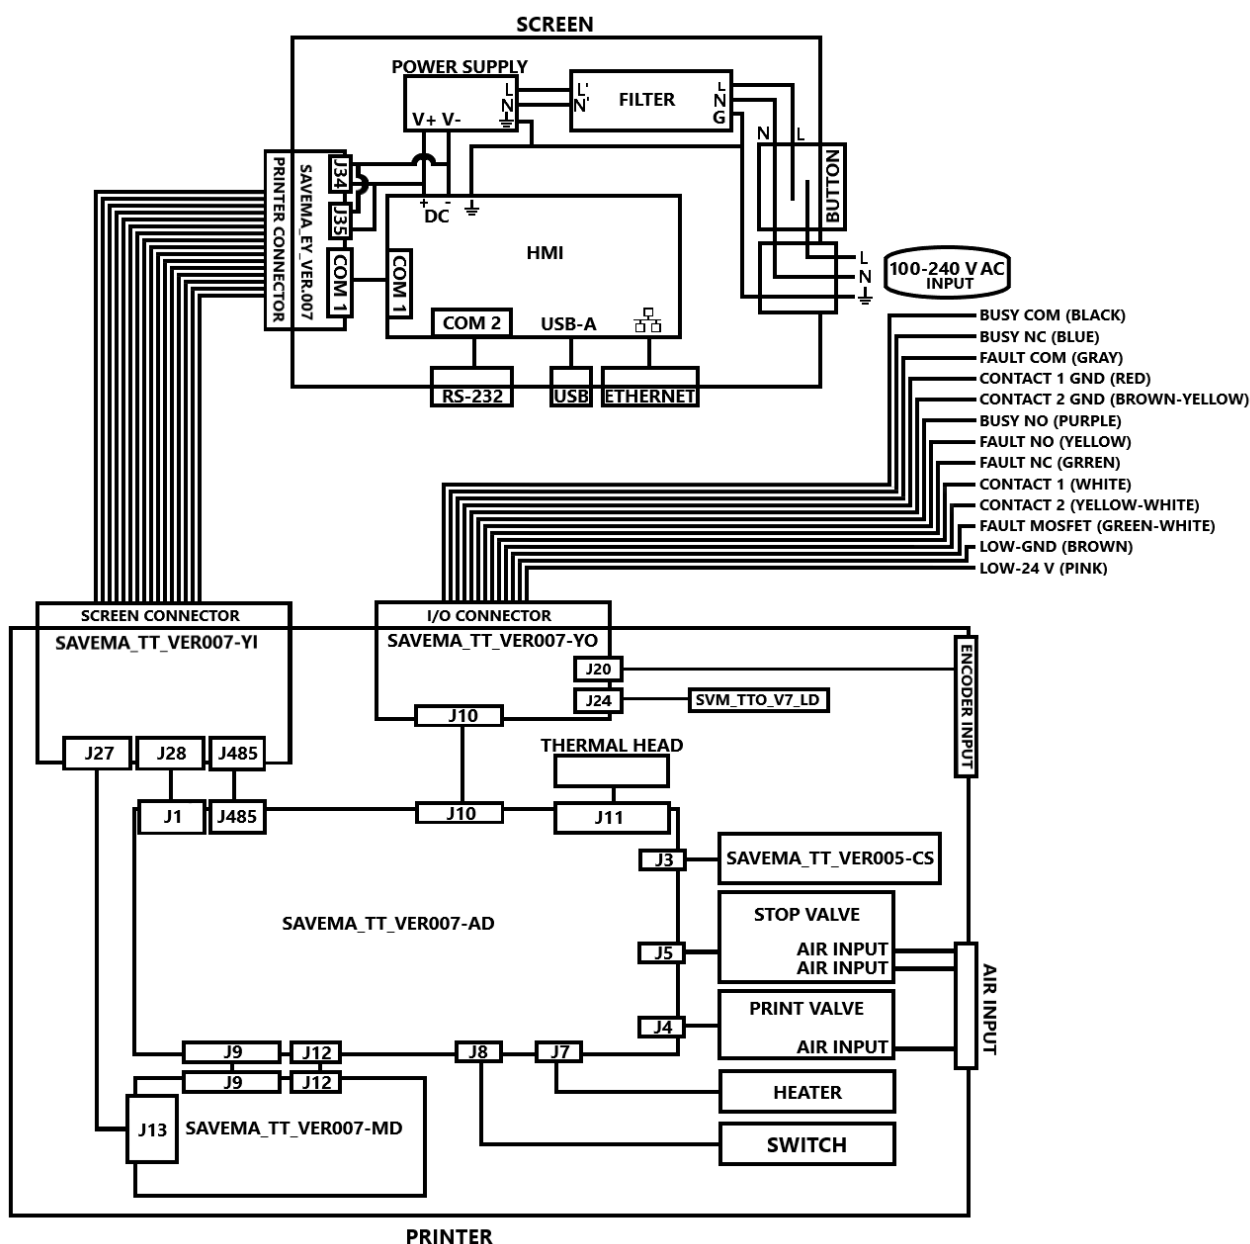 SCREEN
POWER SUPPLY
L
N
V+ V-
L'
N'
FILTER
L
N
G
N
L
BUTTON
PRINTER CONNECTOR
SAVEMA_EY_VER.007
J34
J35
COM 1
+
-
DC
HMI
COM 1
COM 2
USB-A
RS-232
USB
ETHERNET
L
N
100-240 V AC
INPUT
BUSY COM (BLACK)
BUSY NC (BLUE)
FAULT COM (GRAY)
CONTACT 1 GND (RED)
CONTACT 2 GND (BROWN-YELLOW)
BUSY NO (PURPLE)
FAULT NO (YELLOW)
FAULT NC (GRREN)
CONTACT 1 (WHITE)
CONTACT 2 (YELLOW-WHITE)
FAULT MOSFET (GREEN-WHITE)
LOW-GND (BROWN)
LOW-24 V (PINK)
SCREEN CONNECTOR
SAVEMA_TT_VER007-YI
J27
J28
J485
I/O CONNECTOR
SAVEMA_TT_VER007-YO
J20
J24
J10
SVM_TTO_V7_LD
ENCODER INPUT
THERMAL HEAD
J1
J485
J10
J11
J3
SAVEMA_TT_VER005-CS
SAVEMA_TT_VER007-AD
STOP VALVE
J5
AIR INPUT
AIR INPUT
AIR INPUT
PRINT VALVE
J4
AIR INPUT
J9
J12
J8
J7
J9
J12
HEATER
J13
SAVEMA_TT_VER007-MD
SWITCH
PRINTER